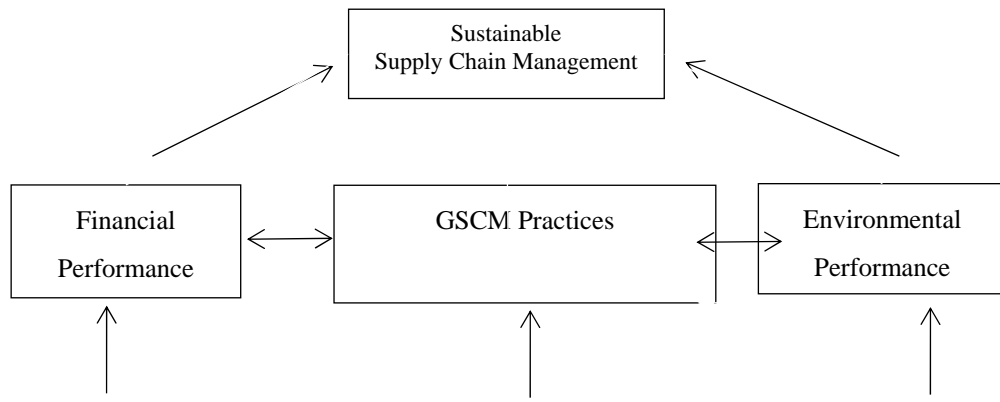 Sustainable
Supply Chain Management
Financial
Performance
GSCM Practices
Environmental
Performance